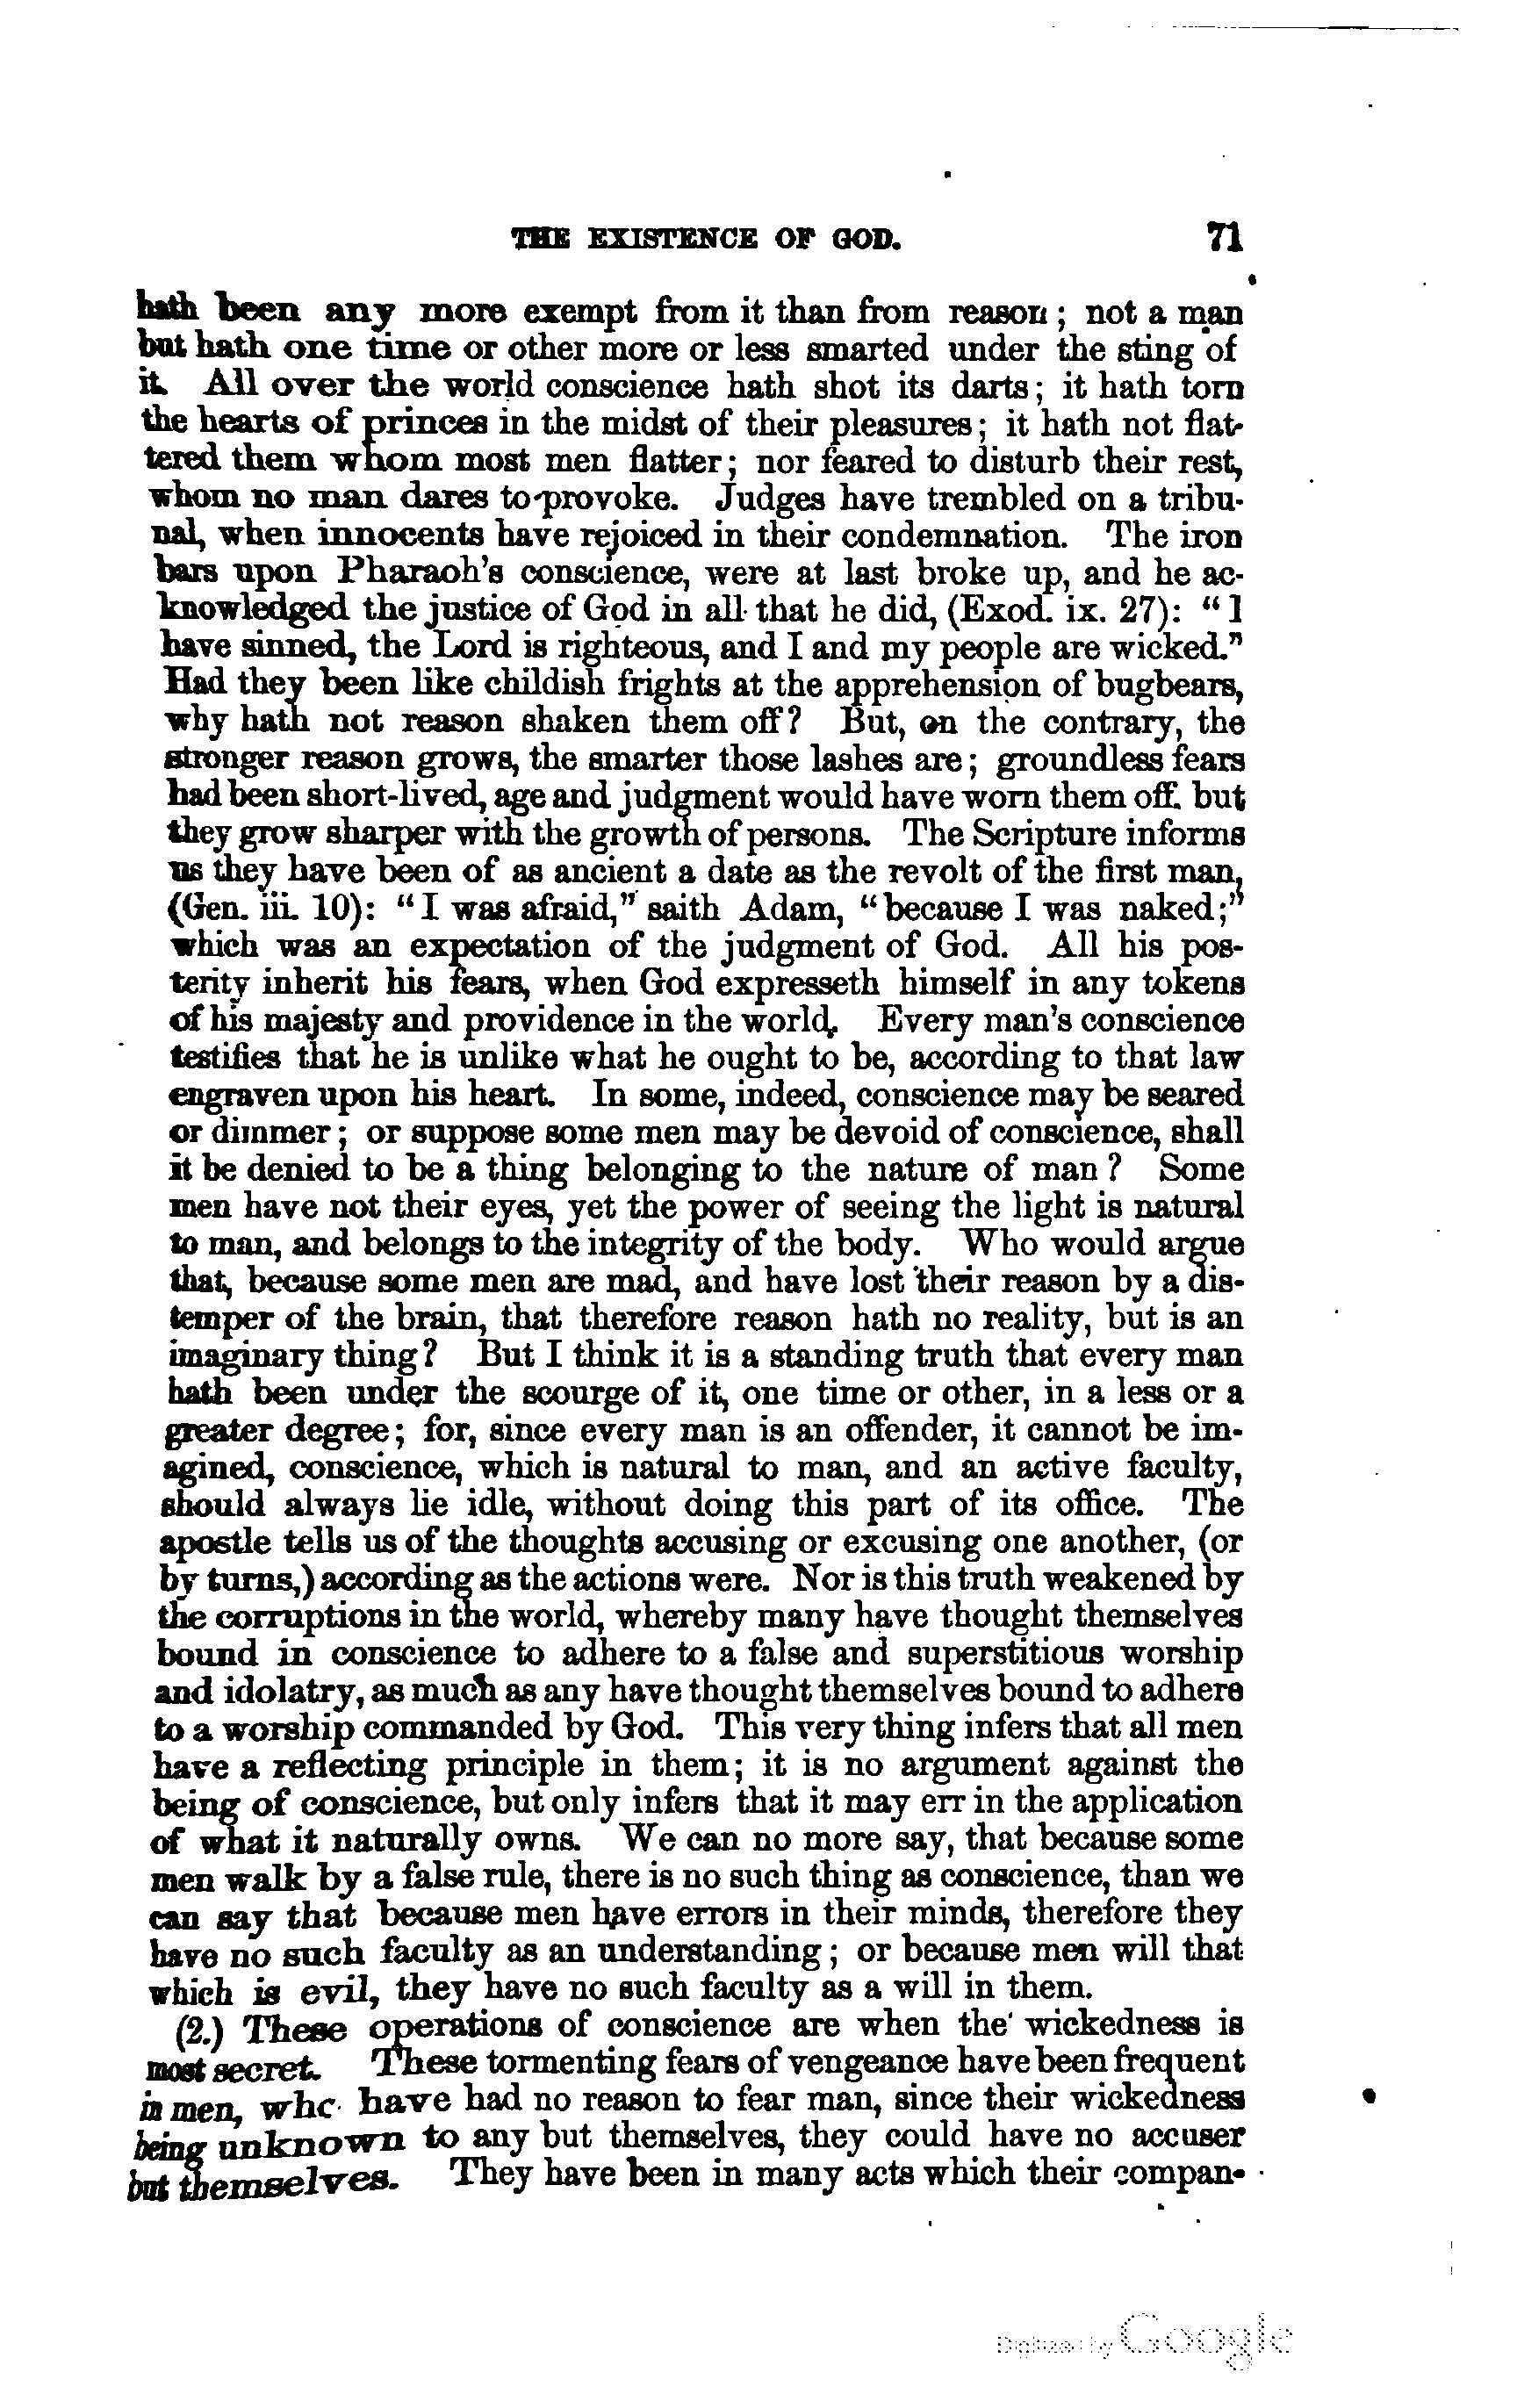 THE EXISTENCE OF GOD. 71
hath been any more exempt from it than from reason; not a man
but hath one time or other more or less smarted under the sting of
it. All over the world conscience hath shot its darts; it hath torn
the hearts of princes in the midst of their pleasures; it hath not flat-
tered them whom most men flatter; nor feared to disturb their rest,
whom no man dares to provoke. Judges have trembled on a tribu-
nal, when innocents have rejoiced in their condemnation. The iron
bars upon Pharaoh's conscience, were at last broke up, and he ac-
knowledged the justice of God in all that he did, (Exod. ix. 27): "I
have sinned, the Lord is righteous, and I and my people are wicked."
Had they been like childish frights at the apprehension of bugbears,
why hath not reason shaken them off? But, on the contrary, the
stronger reason grows, the smarter those lashes are; groundless fears
had been short-lived, age and judgment would have worn them off, but
they grow sharper with the growth of persons. The Scripture informs
us they have been of as ancient a date as the revolt of the first man,
(Gen. iii. 10): "I was afraid," saith Adam, "because I was naked;"
which was an expectation of the judgment of God. All his pos-
terity inherit his fears, when God expresseth himself in any tokens
of his majesty and providence in the world. Every man's conscience
testifies that he is unlike what he ought to be, according to that law
engraven upon his heart. In some, indeed, conscience may be seared
or dimmer; or suppose some men may be devoid of conscience, shall
it be denied to be a thing belonging to the nature of man? Some
men have not their eyes, yet the power of seeing the light is natural
to man, and belongs to the integrity of the body. Who would argue
that, because some men are mad, and have lost their reason by a dis-
temper of the brain, that therefore reason hath no reality, but is an
imaginary thing? But I think it is a standing truth that every man
hath been under the scourge of it, one time or other, in a less or a
greater degree; for, since every man is an offender, it cannot be im-
agined, conscience, which is natural to man, and an active faculty,
should always lie idle, without doing this part of its office. The
apostle tells us of the thoughts accusing or excusing one another, (or
by turns,) according as the actions were. Nor is this truth weakened by
the corruptions in the world, whereby many have thought themselves
bound in conscience to adhere to a false and superstitious worship
and idolatry, as much as any have thought themselves bound to adhere
to a worship commanded by God. This very thing infers that all men
have a reflecting principle in them; it is no argument against the
being of conscience, but only infers that it may err in the application
of what it naturally owns. We can no more say, that because some
men walk by a false rule, there is no such thing as conscience, than we
can say that because men have errors in their minds, therefore they
have no such faculty as an understanding; or because men will that
which is evil, they have no such faculty as a will in them.
(2.) These operations of conscience are when the wickedness is
most secret. These tormenting fears of vengeance have been frequent
in men, who have had no reason to fear man, since their wickedness
being unknown to any but themselves, they could have no accuser
but themselves. They have been in many acts which their compan-
Digitized by Google